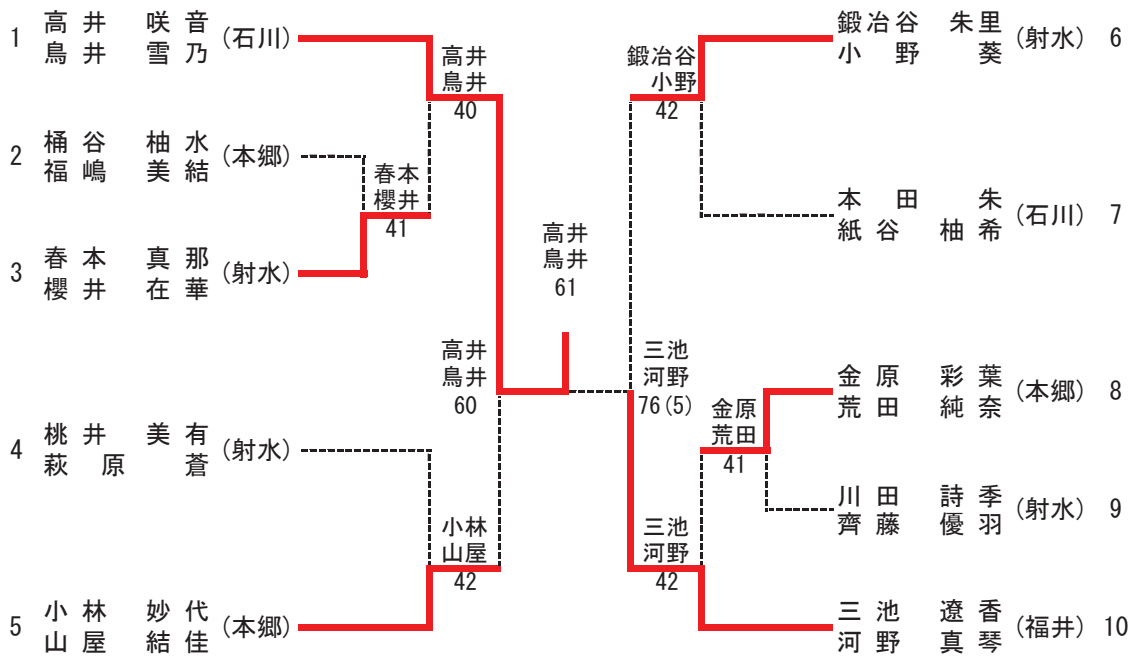 1 高井 咲音 (石川)
鳥井 雪乃
2 桶谷 柚水 (本郷)
福嶋 美結
3 春本 真那 (射水)
櫻井 在華
4 桃井 美有 (射水)
萩原 蒼
5 小林 妙代 (本郷)
山屋 結佳
高井
鳥井
40
春本
櫻井
41
高井
鳥井
60
小林
山屋
42
高井
鳥井
61
鍛冶谷
小野
42
三池
河野
76(5)
金原
荒田
41
三池
河野
42
鍛冶谷 朱里 (射水) 6
小野 葵
本田 朱 (石川) 7
紙谷 柚希
金原 彩葉 (本郷) 8
荒田 純奈
川田 詩季 (射水) 9
齊藤 優羽
三池 遼香 (福井) 10
河野 真琴